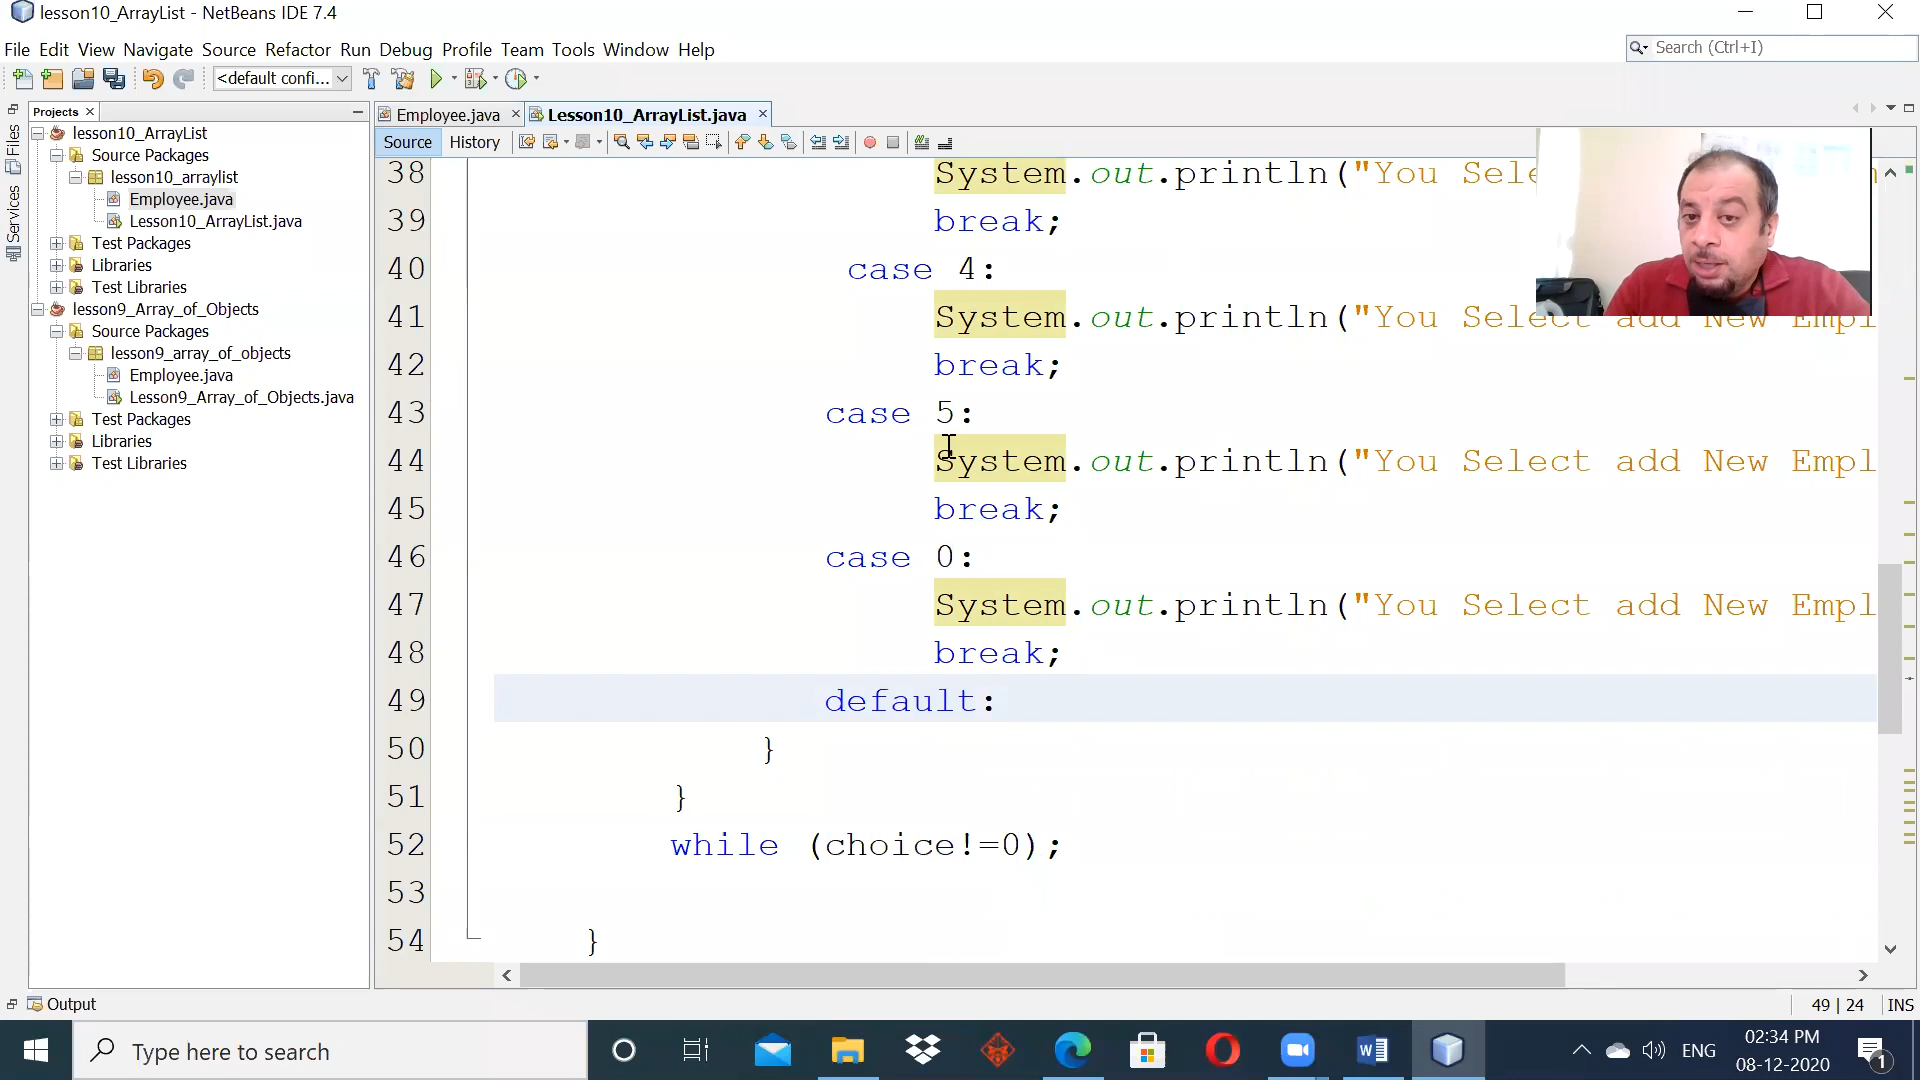 lesson10_ArrayList - NetBeans IDE 7.4
File Edit View Navigate Source Refactor Run Debug Profile Team Tools Window Help
Search (Ctrl+I)
<default confi...
Projects
Employee.java
Lesson10_ArrayList.java
Files
Services
Source
History
lesson10_ArrayList
Source Packages
lesson10_arraylist
Employee.java
Lesson10_ArrayList.java
Test Packages
Libraries
Test Libraries
lesson9_Array_of_Objects
Source Packages
lesson9_array_of_objects
Employee.java
Lesson9_Array_of_Objects.java
Test Packages
Libraries
Test Libraries
38 System.out.println("You Sele
39 break;
40 case 4:
41 System.out.println("You Select add New Empl
42 break;
43 case 5:
44 System.out.println("You Select add New Empl
45 break;
46 case 0:
47 System.out.println("You Select add New Empl
48 break;
49 default:
50 }
51 }
52 while (choice!=0);
53
54 }
Output
49 | 24 INS
Type here to search
ENG
02:34 PM
08-12-2020
1